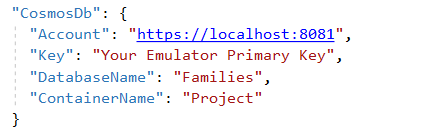 "CosmosDb": {
"Account": "https://localhost:8081",
"Key": "Your Emulator Primary Key",
"DatabaseName": "Families",
"ContainerName": "Project"
}